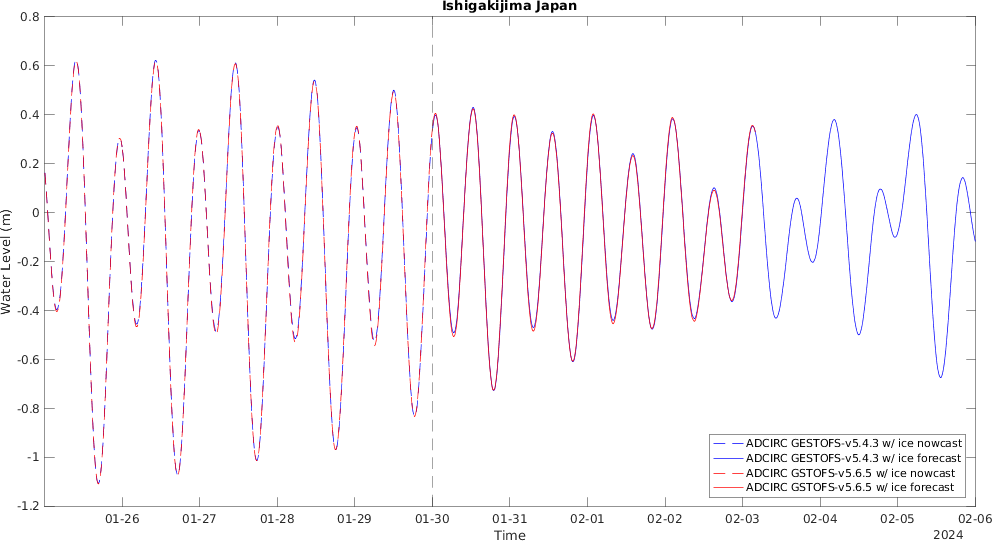 Ishigakijima Japan
0.8
0.6
0.4
0.2
0
-0.2
-0.4
-0.6
-0.8
-1
-1.2
Water Level (m)
ADCIRC GESTOFS-v5.4.3 w/ ice nowcast
ADCIRC GESTOFS-v5.4.3 w/ ice forecast
ADCIRC GSTOFS-v5.6.5 w/ ice nowcast
ADCIRC GSTOFS-v5.6.5 w/ ice forecast
01-26 01-27 01-28 01-29 01-30 01-31 02-01 02-02 02-03 02-04 02-05 02-06
Time
2024